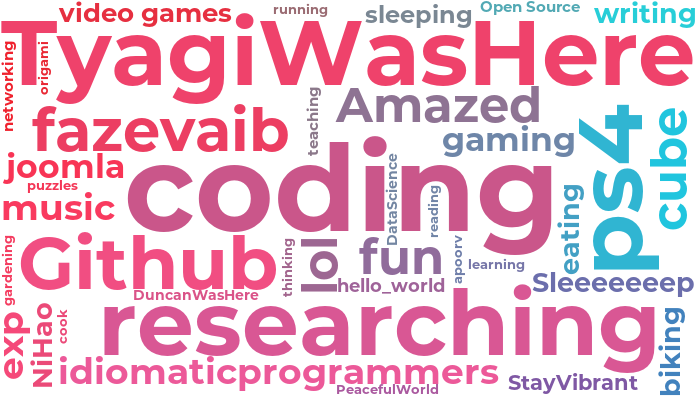 video games
running
sleeping
Open Source
writing
TyagiWasHere
networking
origami
fazevaib
teaching
Amazed
gaming
ps4
cube
joomla
puzzles
music
coding
DataScience
reading
eating
gardening
Github
thinking
lol
fun
apoorv
learning
hello_world
Sleeeeeeep
DuncanWasHere
exp
NiHao
cook
researching
biking
idiomaticprogrammers
PeacefulWorld
StayVibrant